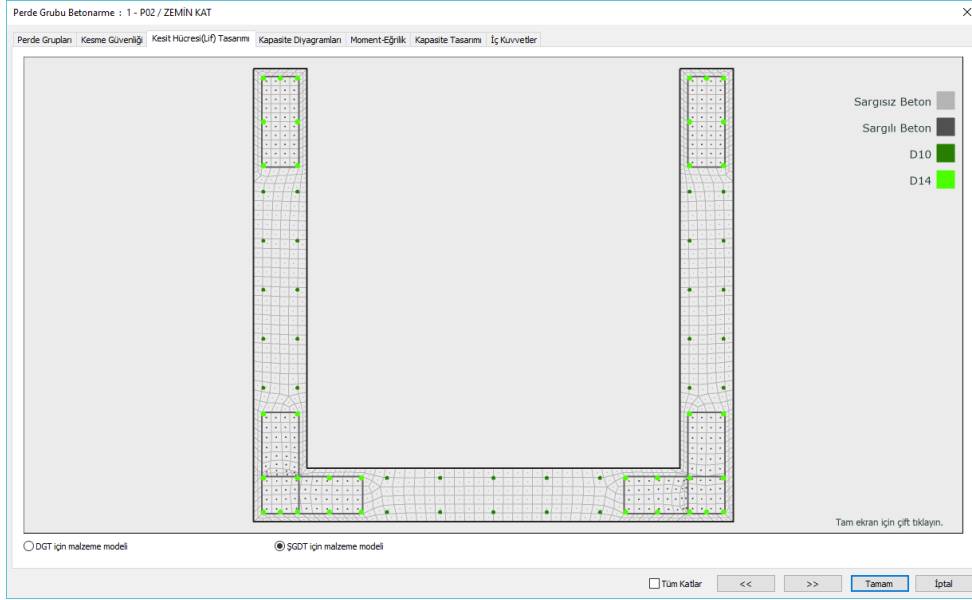 Perde Grubu Betonarme : 1 - P02 / ZEMİN KAT
Perde Grupları Kesme Güvenliği Kesit Hücresi(Lif) Tasarımı Kapasite Diyagramları Moment-Eğrilik Kapasite Tasarımı İç Kuvvetler
Sargısız Beton
Sargılı Beton
D10
D14
Tam ekran için çift tıklayın.
DGT için malzeme modeli ŞGDT için malzeme modeli
Tüm Katlar << >> Tamam İptal